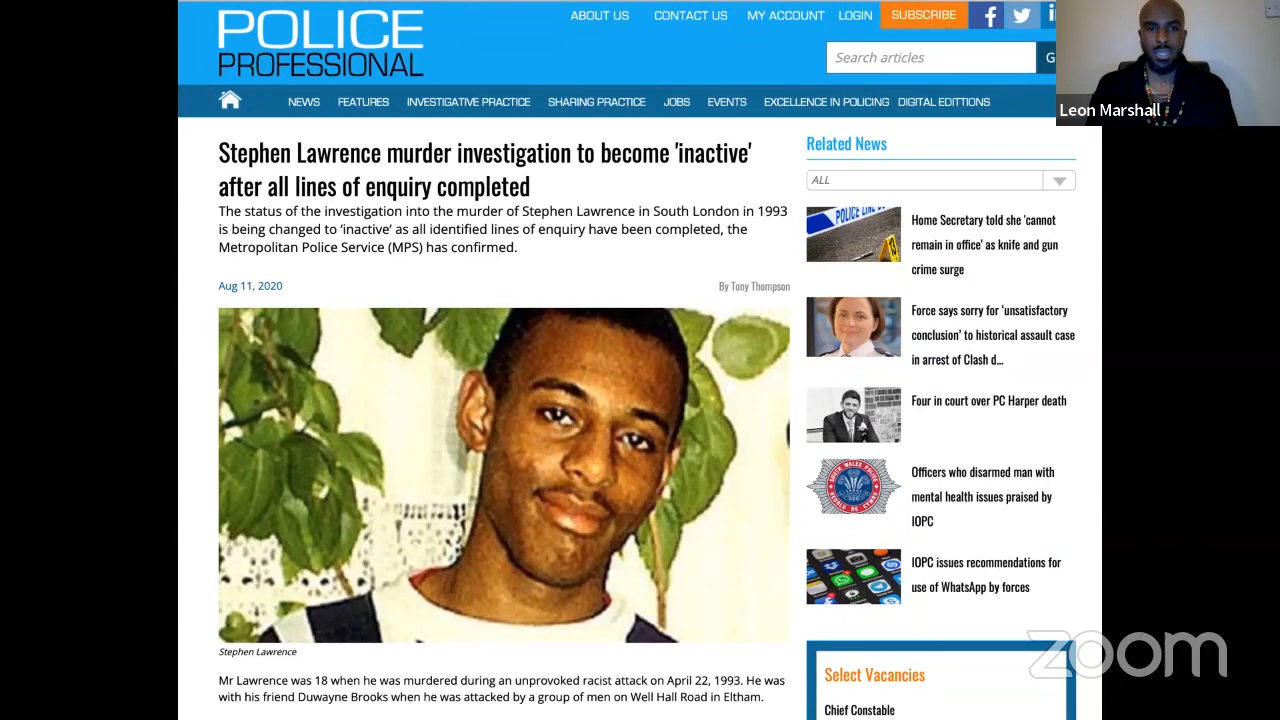 POLICE
PROFESSIONAL
ABOUT US CONTACT US MY ACCOUNT LOGIN SUBSCRIBE
Search articles
G
Leon Marshall
NEWS FEATURES INVESTIGATIVE PRACTICE SHARING PRACTICE JOBS EVENTS EXCELLENCE IN POLICING DIGITAL EDITTIONS
Stephen Lawrence murder investigation to become 'inactive'
after all lines of enquiry completed
The status of the investigation into the murder of Stephen Lawrence in South London in 1993
is being changed to ‘inactive’ as all identified lines of enquiry have been completed, the
Metropolitan Police Service (MPS) has confirmed.
Aug 11, 2020
By Tony Thompson
Stephen Lawrence
Mr Lawrence was 18 when he was murdered during an unprovoked racist attack on April 22, 1993. He was
with his friend Duwayne Brooks when he was attacked by a group of men on Well Hall Road in Eltham.
Related News
ALL
POLICE LINE DO
Home Secretary told she 'cannot
remain in office' as knife and gun
crime surge
Force says sorry for ‘unsatisfactory
conclusion’ to historical assault case
in arrest of Clash d...
Four in court over PC Harper death
SOUTH WALES POLICE
HEDDLU DE CYMRU
Officers who disarmed man with
mental health issues praised by
IOPC
IOPC issues recommendations for
use of WhatsApp by forces
Select Vacancies
Chief Constable
zoom